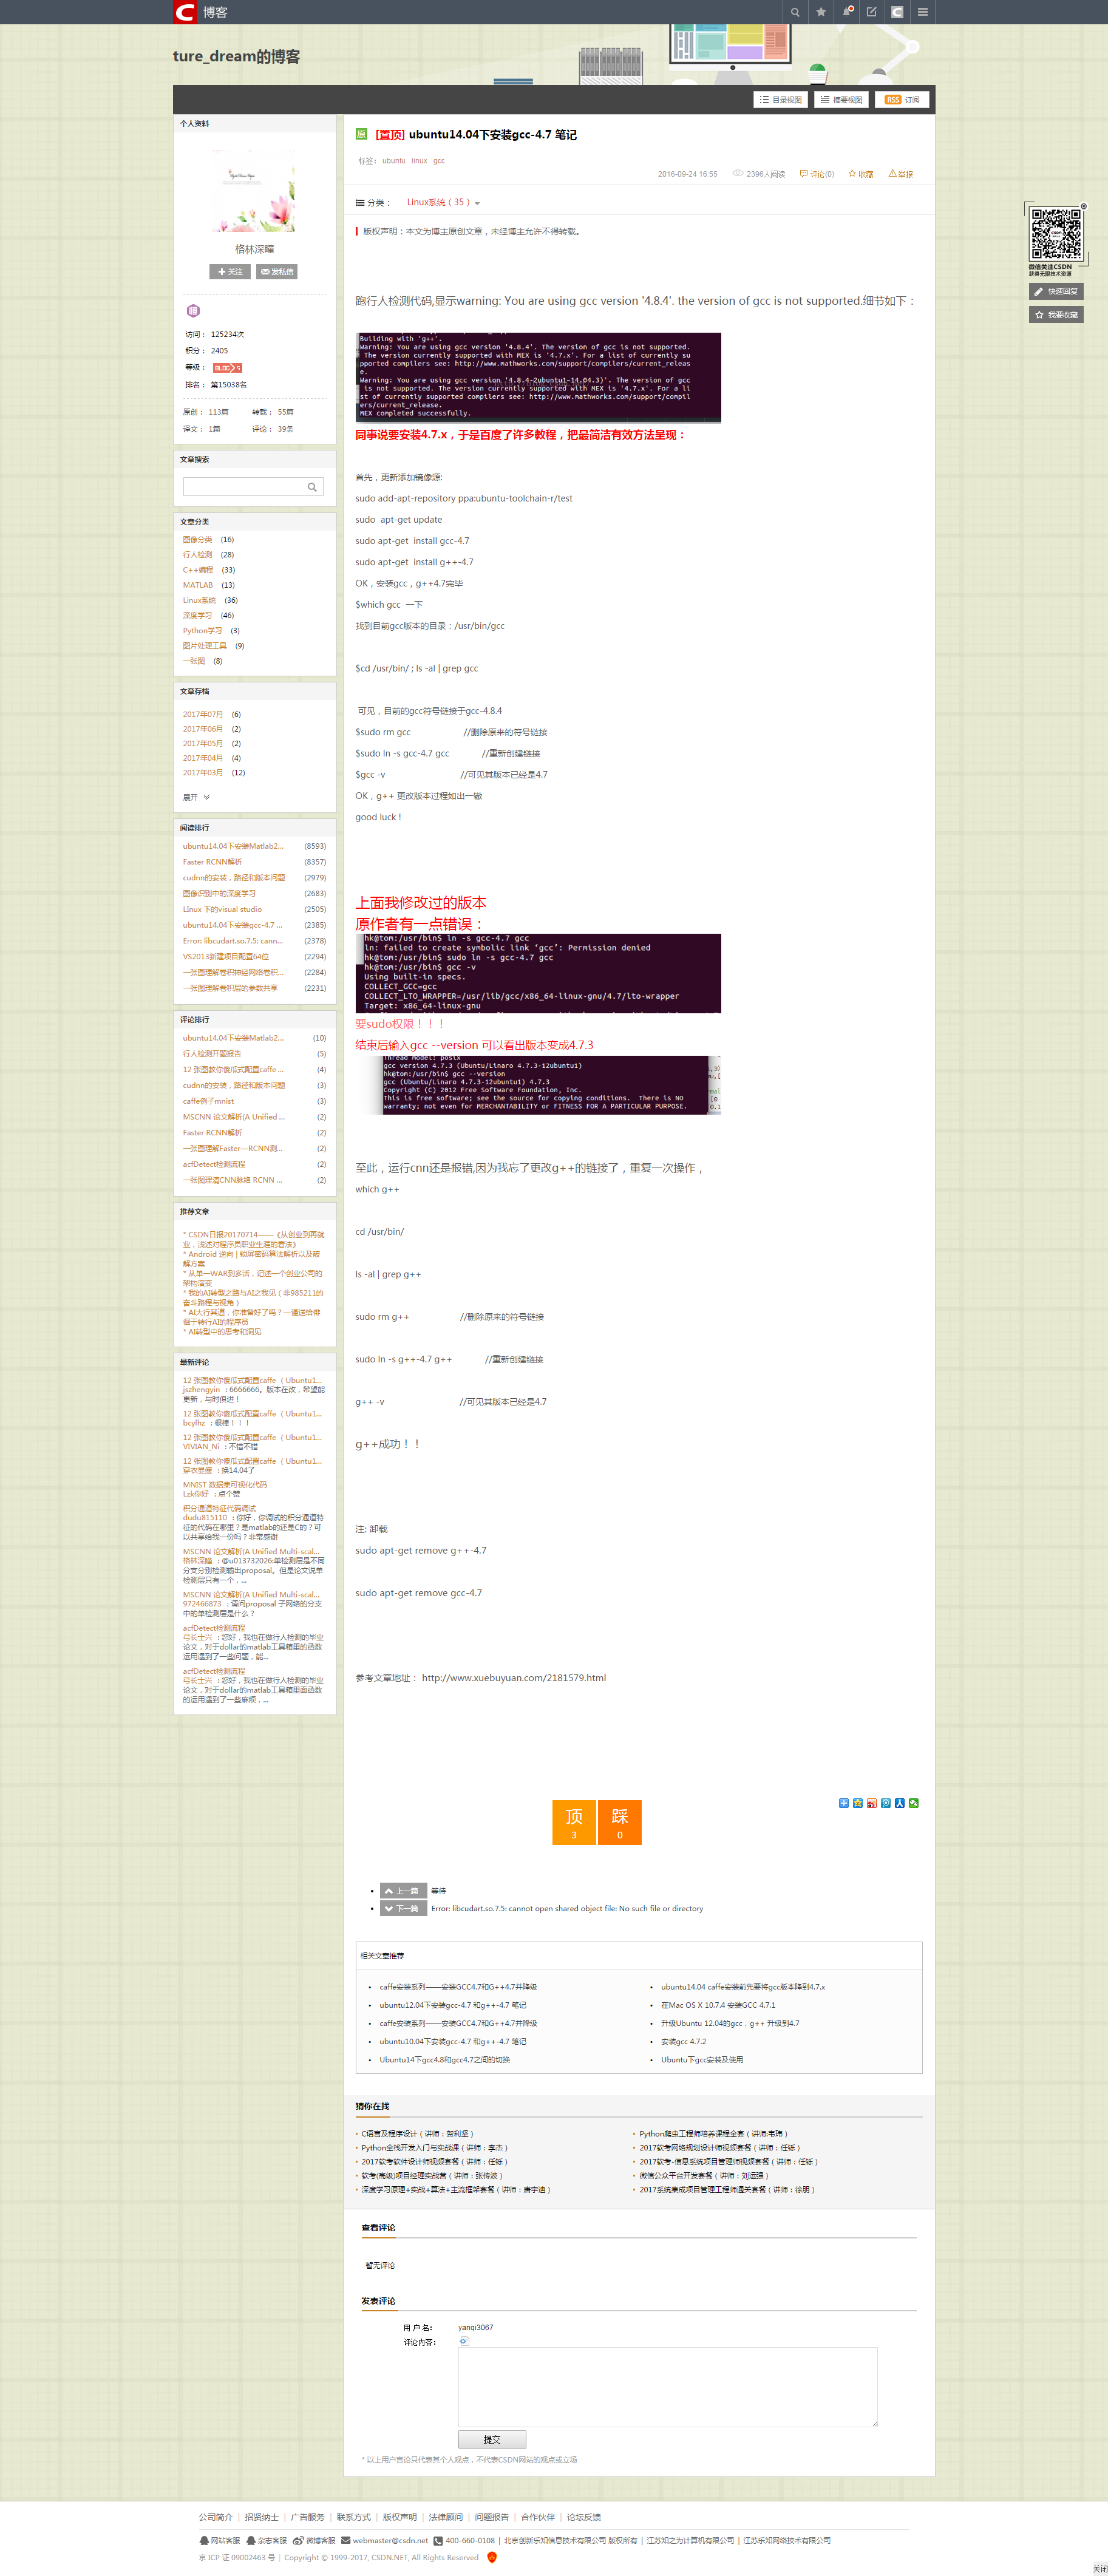 博客
ture_dream的博客
目录视图
摘要视图
RSS 订阅
个人资料
格林深瞳
关注
发私信
访问： 125234次
积分： 2405
等级： BLOG 5
排名： 第15038名
原创： 113篇 转载： 55篇
译文： 1篇 评论： 39条
文章搜索
文章分类
图像分类 (16)
行人检测 (28)
C++编程 (33)
MATLAB (13)
Linux系统 (36)
深度学习 (46)
Python学习 (3)
图片处理工具 (9)
一张图 (8)
文章存档
2017年07月 (6)
2017年06月 (2)
2017年05月 (2)
2017年04月 (4)
2017年03月 (12)
展开
阅读排行
ubuntu14.04下安装Matlab2... (8593)
Faster RCNN解析 (8357)
cudnn的安装，路径和版本问题 (2979)
图像识别中的深度学习 (2683)
LInux 下的visual studio (2505)
ubuntu14.04下安装gcc-4.7 ... (2385)
Error: libcudart.so.7.5: cann... (2378)
VS2013新建项目配置64位 (2294)
一张图理解卷积神经网络卷积... (2284)
一张图理解卷积层的参数共享 (2231)
评论排行
ubuntu14.04下安装Matlab2... (10)
行人检测开题报告 (5)
12 张图教你傻瓜式配置caffe ... (4)
cudnn的安装，路径和版本问题 (3)
caffe例子mnist (3)
MSCNN 论文解析(A Unified ... (2)
Faster RCNN解析 (2)
一张图理解Faster—RCNN测... (2)
acfDetect检测流程 (2)
一张图理清CNN脉络 RCNN ... (2)
推荐文章
* CSDN日报20170714——《从创业到再就
业，浅述对程序员职业生涯的看法》
* Android 逆向 | 锁屏密码算法解析以及破
解方案
* 从单一WAR到多活，记述一个创业公司的
架构演变
* 我的AI转型之路与AI之我见（非985211的
奋斗路程与视角）
* AI大行其道，你准备好了吗？—谨送给徘
徊于转行AI的程序员
* AI转型中的思考和洞见
最新评论
12 张图教你傻瓜式配置caffe （ Ubuntu1...
jszhengyin ：6666666。版本在改，希望能
更新，与时俱进！
12 张图教你傻瓜式配置caffe （ Ubuntu1...
bcylhz ：很棒！！！
12 张图教你傻瓜式配置caffe （ Ubuntu1...
VIVIAN_Ni ：不错不错
12 张图教你傻瓜式配置caffe （ Ubuntu1...
：换14.04了
MNIST 数据集可视化代码
Lzk你好 ：点个赞
积分通道特征代码调试
dudu815110 ：你好，你调试的积分通道特
征的代码在哪里？是matlab的还是C的？可
以共享给我一份吗？非常感谢
MSCNN 论文解析(A Unified Multi-scal...
格林深瞳 ：@u013732026:单检测层是不同
分支分别检测输出proposal。但是论文说单
检测层只有一个，...
MSCNN 论文解析(A Unified Multi-scal...
972466873 ：请问proposal 子网络的分支
中的单检测层是什么？
acfDetect检测流程
弓长士兴 ：您好，我也在做行人检测的毕业
论文，对于dollar的matlab工具箱里的函数
运用遇到了一些问题，能...
acfDetect检测流程
弓长士兴 ：您好，我也在做行人检测的毕业
论文，对于dollar的matlab工具箱里面函数
的运用遇到了一些麻烦，...
原 [置顶] ubuntu14.04下安装gcc-4.7 笔记
标签： ubuntu linux gcc
2016-09-24 16:55 2396人阅读 评论(0) 收藏 举报
分类： Linux系统（35）
版权声明：本文为博主原创文章，未经博主允许不得转载。
跑行人检测代码,显示warning: You are using gcc version '4.8.4'. the version of gcc is not supported.细节如下：
Building with 'g++'.
Warning: You are using gcc version '4.8.4'. The version of gcc is not supported.
The version currently supported with MEX is '4.7.x'. For a list of currently su
pported compilers see: http://www.mathworks.com/support/compilers/current_releas
e.
Warning: You are using gcc version '4.8.4-2ubuntu1~14.04.3)'. The version of gcc
is not supported. The version currently supported with MEX is '4.7.x'. For a li
st of currently supported compilers see: http://www.mathworks.com/support/compil
ers/current_release.
MEX completed successfully.
同事说要安装4.7.x，于是百度了许多教程，把最简洁有效方法呈现：
首先，更新添加镜像源:
sudo add-apt-repository ppa:ubuntu-toolchain-r/test
sudo apt-get update
sudo apt-get install gcc-4.7
sudo apt-get install g++-4.7
OK，安装gcc，g++4.7完毕
$which gcc 一下
找到目前gcc版本的目录：/usr/bin/gcc
$cd /usr/bin/ ; ls -al | grep gcc
可见，目前的gcc符号链接于gcc-4.8.4
$sudo rm gcc //删除原来的符号链接
$sudo ln -s gcc-4.7 gcc //重新创建链接
$gcc -v //可见其版本已经是4.7
OK，g++ 更改版本过程如出一辙
good luck !
上面我修改过的版本
原作者有一点错误：
hk@tom:/usr/bin$ ln -s gcc-4.7 gcc
ln: failed to create symbolic link ‘gcc’: Permission denied
hk@tom:/usr/bin$ sudo ln -s gcc-4.7 gcc
hk@tom:/usr/bin$ gcc -v
Using built-in specs.
COLLECT_GCC=gcc
COLLECT_LTO_WRAPPER=/usr/lib/gcc/x86_64-linux-gnu/4.7/lto-wrapper
Target: x86_64-linux-gnu
要sudo权限！！！
结束后输入gcc --version 可以看出版本变成4.7.3
Thread model: posix
gcc version 4.7.3 (Ubuntu/Linaro 4.7.3-12ubuntu1)
hk@tom:/usr/bin$ gcc --version
gcc (Ubuntu/Linaro 4.7.3-12ubuntu1) 4.7.3
Copyright (C) 2012 Free Software Foundation, Inc.
This is free software; see the source for copying conditions. There is NO
warranty; not even for MERCHANTABILITY or FITNESS FOR A PARTICULAR PURPOSE.
至此，运行cnn还是报错,因为我忘了更改g++的链接了，重复一次操作，
which g++
cd /usr/bin/
ls -al | grep g++
sudo rm g++ //删除原来的符号链接
sudo ln -s g++-4.7 g++ //重新创建链接
g++ -v //可见其版本已经是4.7
g++成功！！
注: 卸载
sudo apt-get remove g++-4.7
sudo apt-get remove gcc-4.7
参考文章地址： http://www.xuebuyuan.com/2181579.html
顶
3
踩
0
上一篇 等待
下一篇 Error: libcudart.so.7.5: cannot open shared object file: No such file or directory
相关文章推荐
caffe安装系列——安装GCC4.7和G++4.7并降级
ubuntu14.04 caffe安装前先要将gcc版本降到4.7.x
ubuntu12.04下安装gcc-4.7 和g++-4.7 笔记
在Mac OS X 10.7.4 安装GCC 4.7.1
caffe安装系列——安装GCC4.7和G++4.7并降级
升级Ubuntu 12.04的gcc，g++ 升级到4.7
ubuntu10.04下安装gcc-4.7 和g++-4.7 笔记
安装gcc 4.7.2
Ubuntu14下gcc4.8和gcc4.7之间的切换
Ubuntu下gcc安装及使用
猜你在找
C语言及程序设计（讲师：贺利坚）
Python爬虫工程师培养课程全套（讲师:韦玮）
Python全栈开发入门与实战课（讲师：李杰）
2017软考网络规划设计师视频套餐（讲师：任铄）
2017软考软件设计师视频套餐（讲师：任铄）
2017软考-信息系统项目管理师视频套餐（讲师：任铄）
软考(高级)项目经理实战营（讲师：张传波）
微信公众平台开发套餐（讲师：刘运强）
深度学习原理+实战+算法+主流框架套餐（讲师：唐宇迪）
2017系统集成项目管理工程师通关套餐（讲师：徐朋）
查看评论
暂无评论
发表评论
用 户 名： yanqi3067
评论内容：
提交
* 以上用户言论只代表其个人观点，不代表CSDN网站的观点或立场
微信关注CSDN
获得无限技术资源
快速回复
我要收藏
公司简介 | 招贤纳士 | 广告服务 | 联系方式 | 版权声明 | 法律顾问 | 问题报告 | 合作伙伴 | 论坛反馈
网站客服 杂志客服 微博客服 webmaster@csdn.net 400-660-0108 | 北京创新乐知信息技术有限公司 版权所有 | 江苏知之为计算机有限公司 | 江苏乐知网络技术有限公司
京 ICP 证 09002463 号 | Copyright © 1999-2017, CSDN.NET, All Rights Reserved
关闭